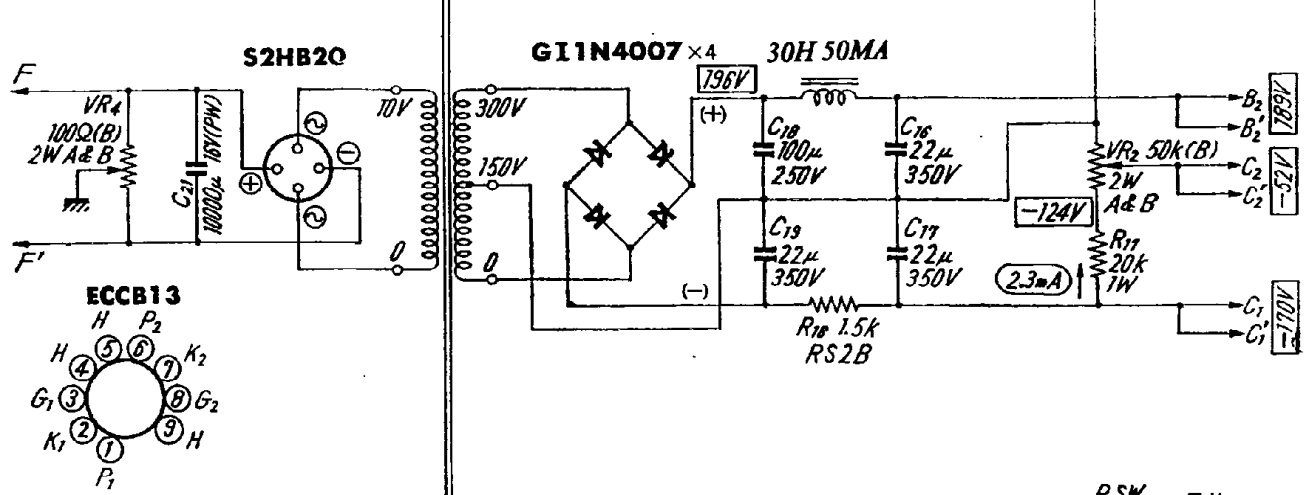 S2HB20
GI1N4007 ×4
30H 50MA
F
VR4
100Ω(B)
2W A&B
C21
10000μ 16V(PW)
10V
0
300V
150V
0
196V
(+)
(-)
C18
100μ
250V
C16
22μ
350V
C19
22μ
350V
C17
22μ
350V
R18 1.5k
RS2B
VR2 50k(B)
2W
A&B
-124V
R17
20k
1W
2.3mA
B2
B2'
189V
C2
C2'
-52V
C1
C1'
-170V
F'
ECCB13
H
P2
H
K2
G1
G2
K1
H
P1
5
6
4
7
3
8
2
9
1
RSW